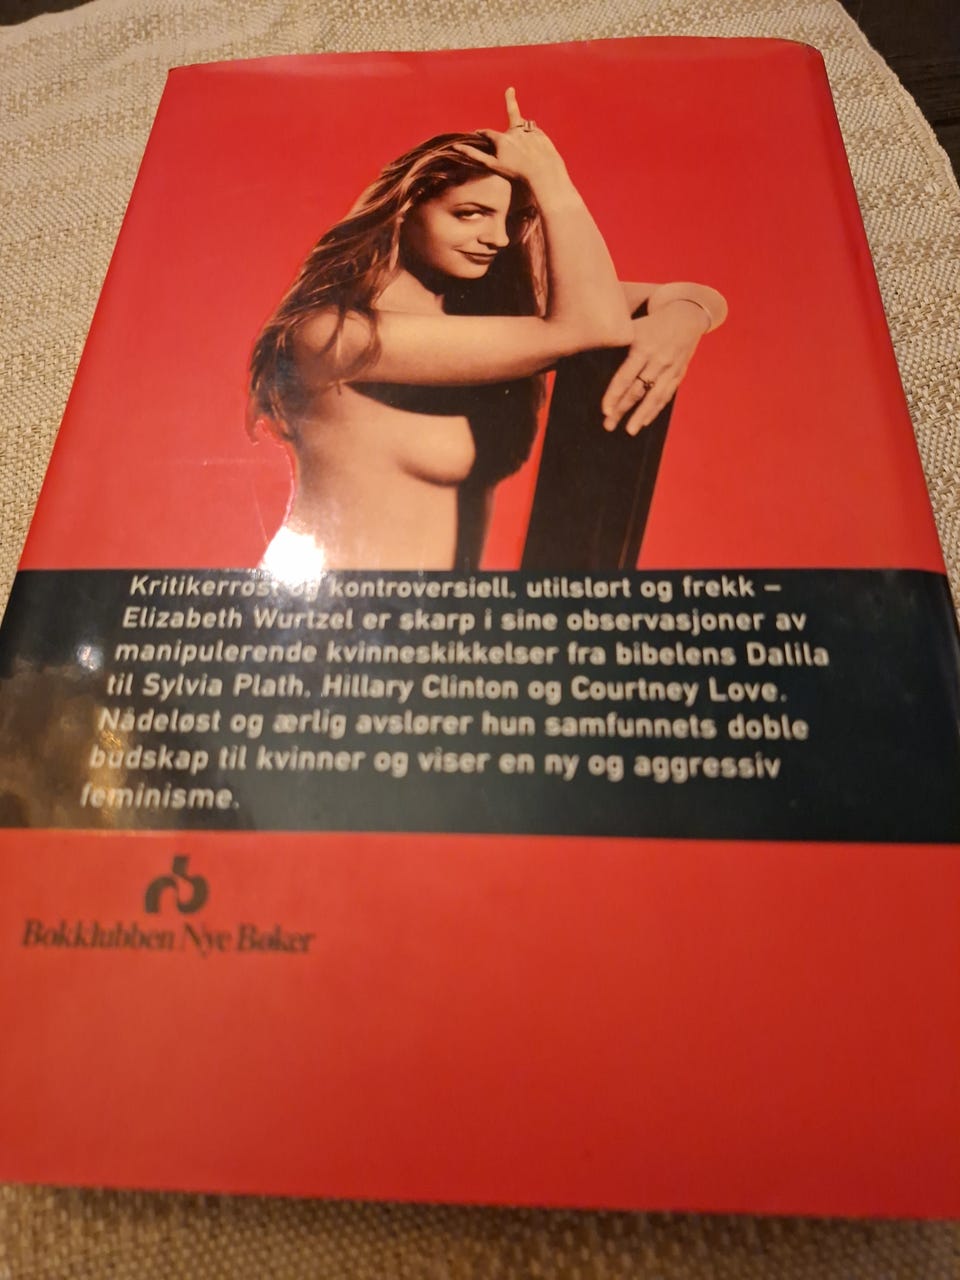 Kritikerrost og kontroversiell, utilslørt og frekk –
Elizabeth Wurtzel er skarp i sine observasjoner av
manipulerende kvinneskikkelser fra bibelens Dalila
til Sylvia Plath, Hillary Clinton og Courtney Love.
Nådeløst og ærlig avslører hun samfunnets doble
budskap til kvinner og viser en ny og aggressiv
feminisme.
Bokklubben Nye Bøker